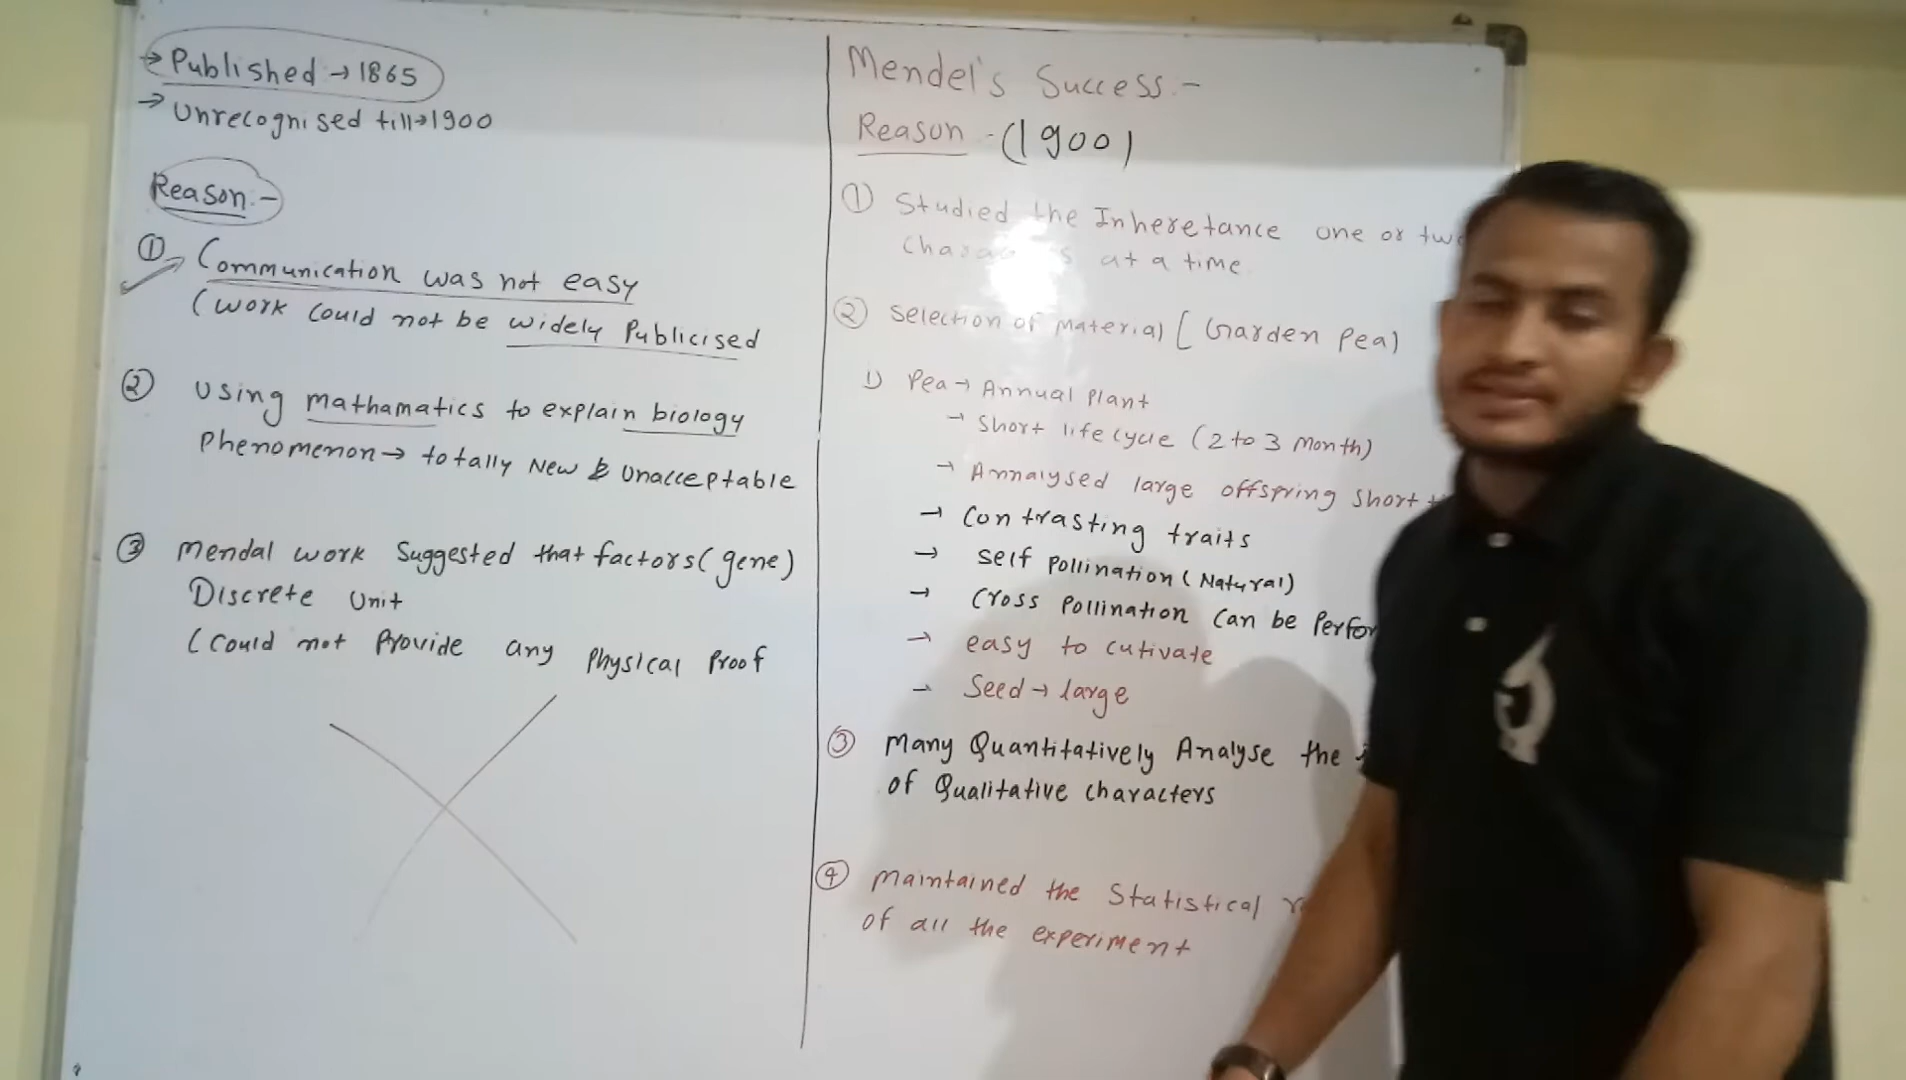 → Published → 1865
→ Unrecognised till→1900
Reason:-
① Communication was not easy
(work could not be widely Publicised
② Using mathamatics to explain biology
Phenomenon → totally New & Unacceptable
③ Mendal work Suggested that factors (gene)
Discrete Unit
(Could not Provide any Physical Proof
Mendel's Success:-
Reason - (1900)
① Studied the Inheretance one or two
at a time.
② Selection of material [Garden Pea)
1) Pea → Annual Plant
→ Short life cycle (2 to 3 Month)
→ Annalysed large offspring short
→ Contrasting traits
→ Self Pollination (Natural)
→ Cross Pollination Can be Perfor
→ easy to cutivate
→ Seed → large
③ Many Quantitatively Analyse the
of Qualitative characters
④ Maintained the Statistical
of all the experiment